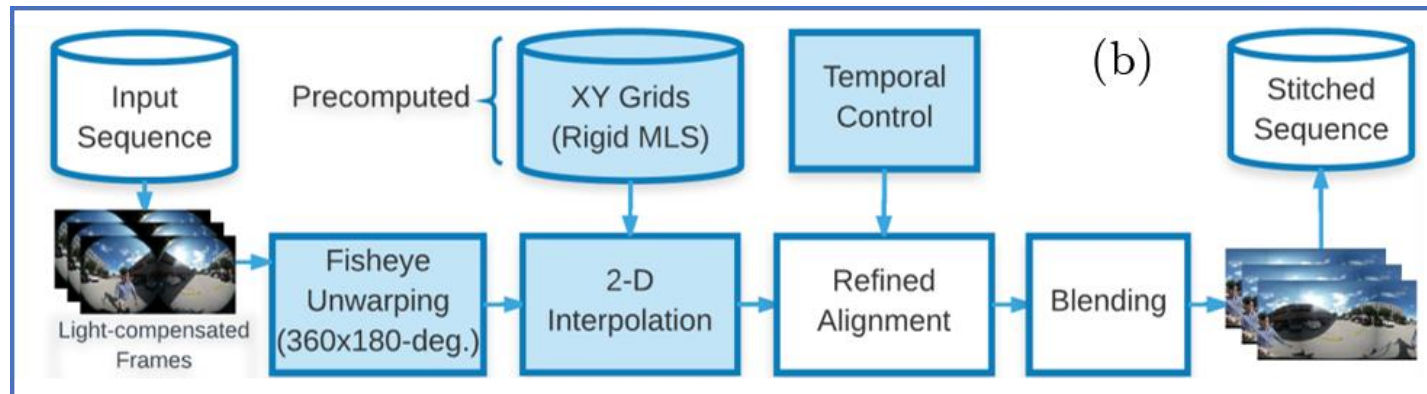 Input
Sequence
Precomputed
XY Grids
(Rigid MLS)
Temporal
Control
(b)
Stitched
Sequence
Light-compensated
Frames
Fisheye
Unwarping
(360x180-deg.)
2-D
Interpolation
Refined
Alignment
Blending